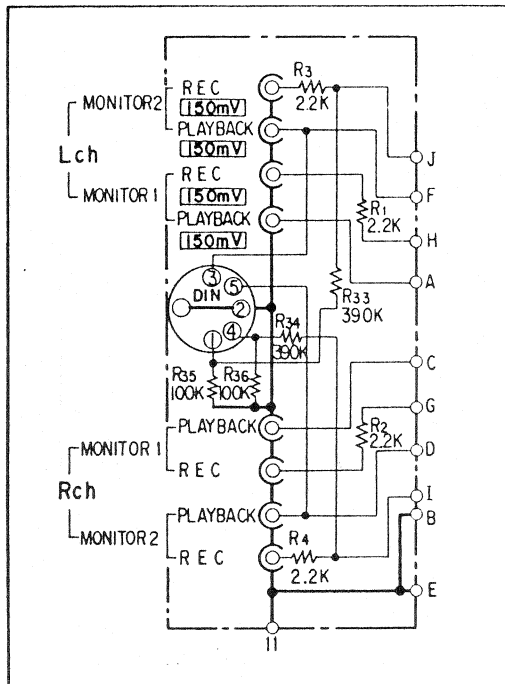 R3
REC
2.2K
MONITOR2
150mV
PLAYBACK
150mV
J
Lch
REC
F
150mV
R1
2.2K
MONITOR1
PLAYBACK
H
150mV
A
3
DIN
5
2
R33
390K
4
R34
390K
1
R35
100K
R36
100K
C
PLAYBACK
G
MONITOR1
R2
2.2K
D
REC
Rch
I
PLAYBACK
B
MONITOR2
R4
REC
2.2K
E
11